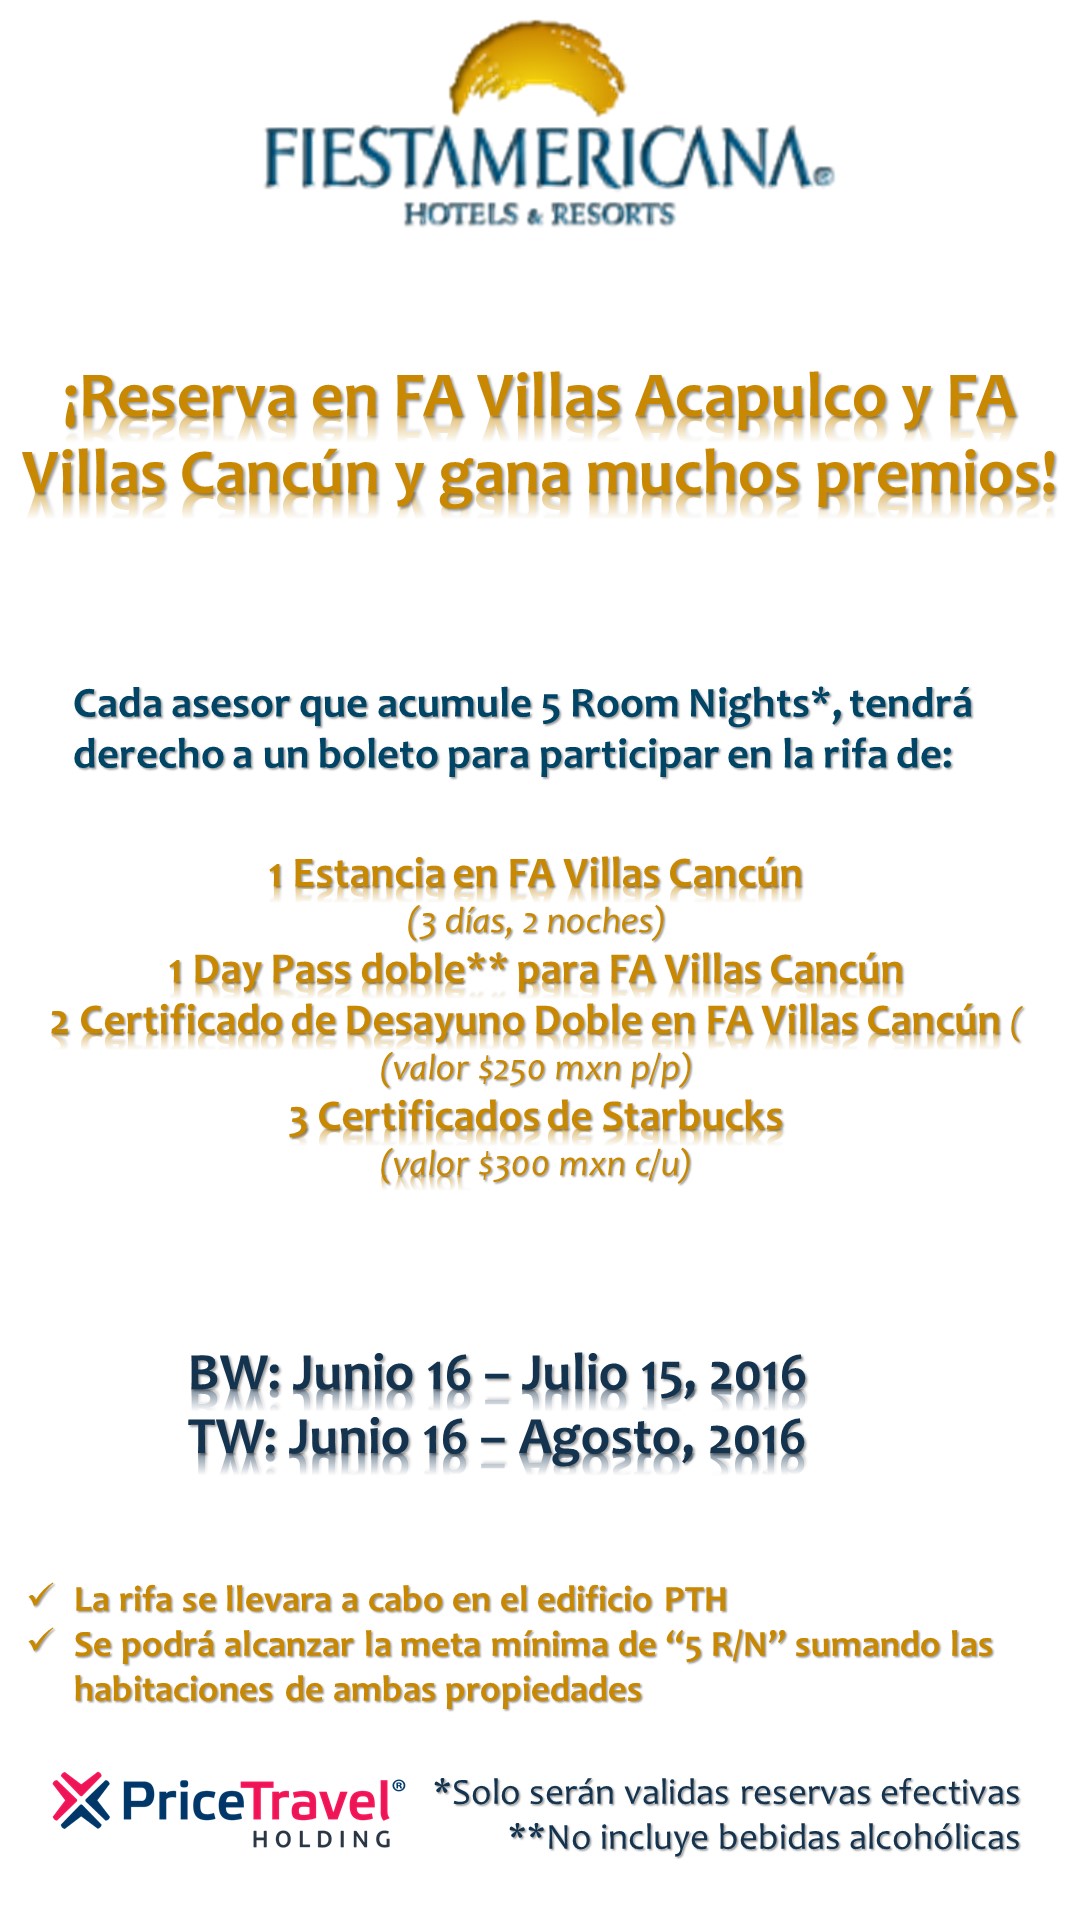 FIESTAMERICANA®
HOTELS & RESORTS
¡Reserva en FA Villas Acapulco y FA
Villas Cancún y gana muchos premios!
Cada asesor que acumule 5 Room Nights*, tendrá
derecho a un boleto para participar en la rifa de:
1 Estancia en FA Villas Cancún
(3 días, 2 noches)
1 Day Pass doble** para FA Villas Cancún
2 Certificado de Desayuno Doble en FA Villas Cancún (
(valor $250 mxn p/p)
3 Certificados de Starbucks
(valor $300 mxn c/u)
BW: Junio 16 – Julio 15, 2016
TW: Junio 16 – Agosto, 2016
✓ La rifa se llevara a cabo en el edificio PTH
✓ Se podrá alcanzar la meta mínima de “5 R/N” sumando las
habitaciones de ambas propiedades
PriceTravel®
HOLDING
*Solo serán validas reservas efectivas
**No incluye bebidas alcohólicas